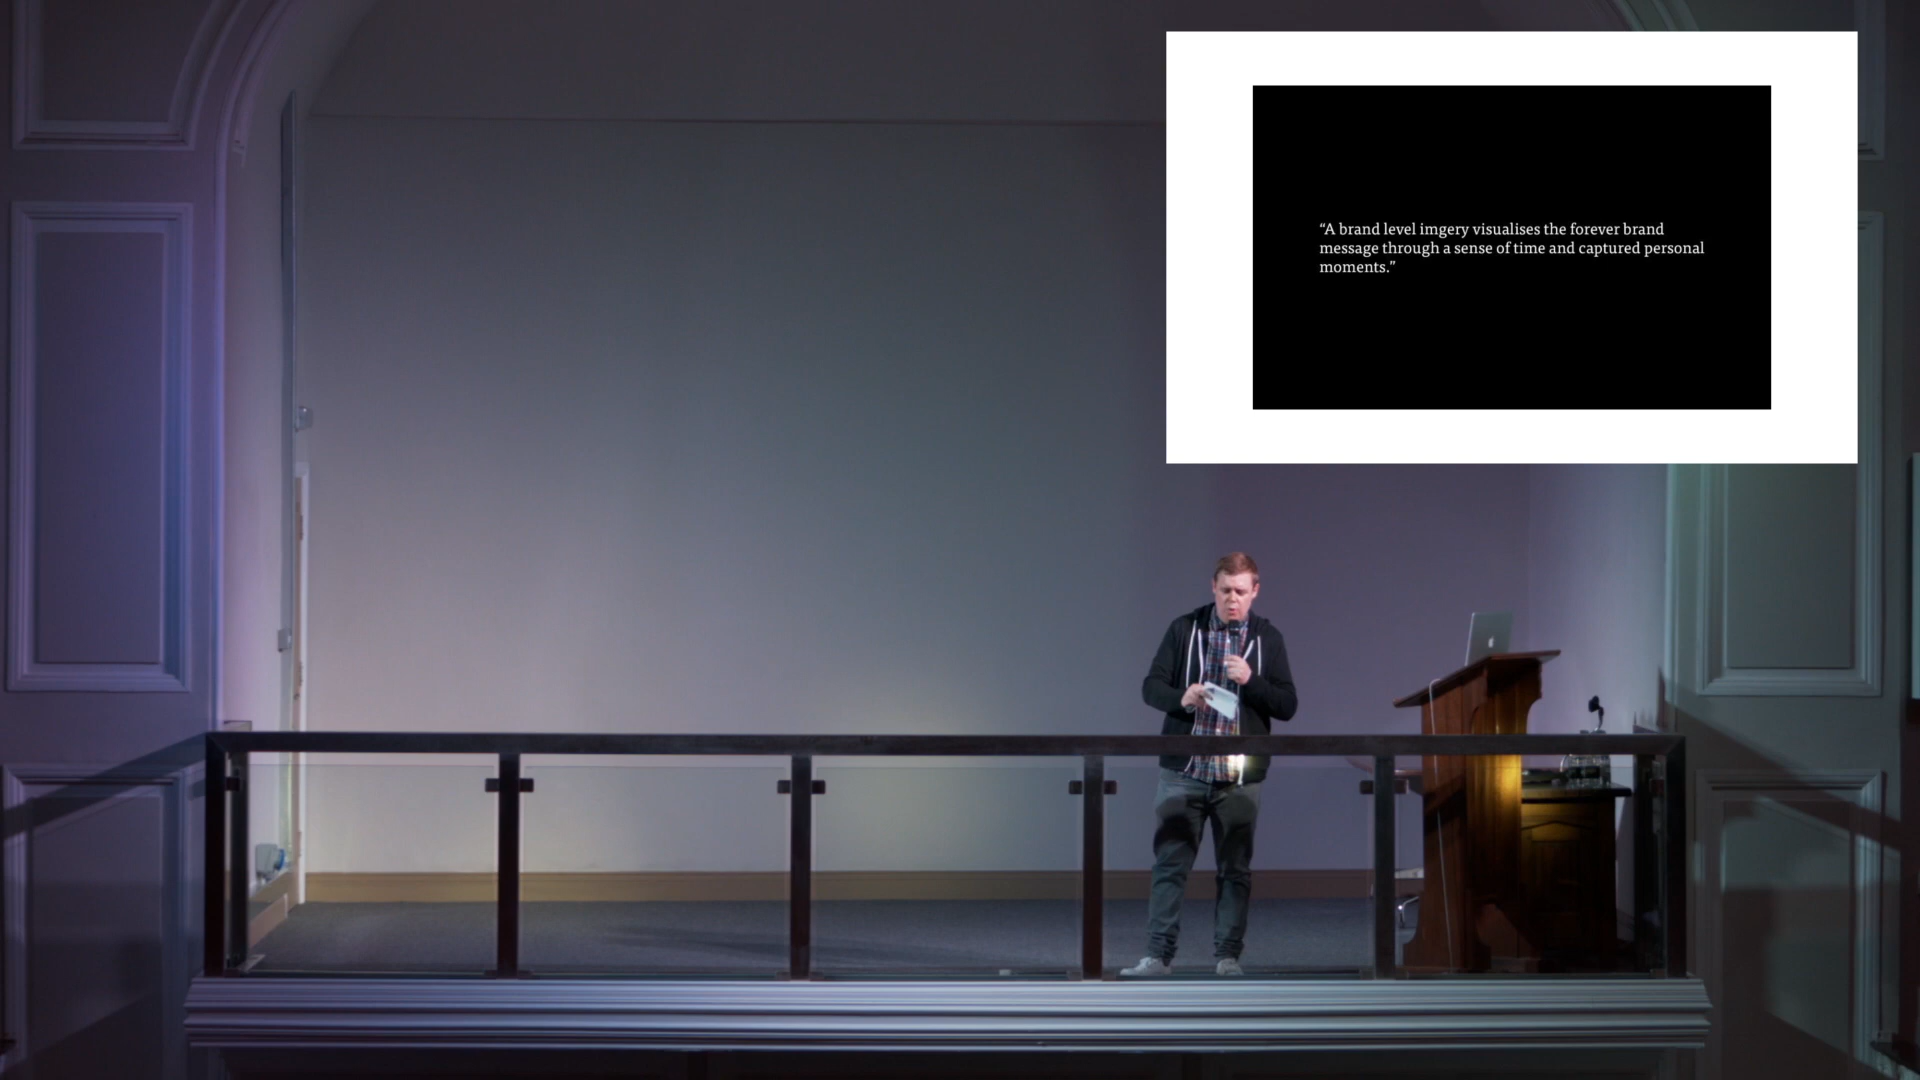 “A brand level imgery visualises the forever brand
message through a sense of time and captured personal
moments.”